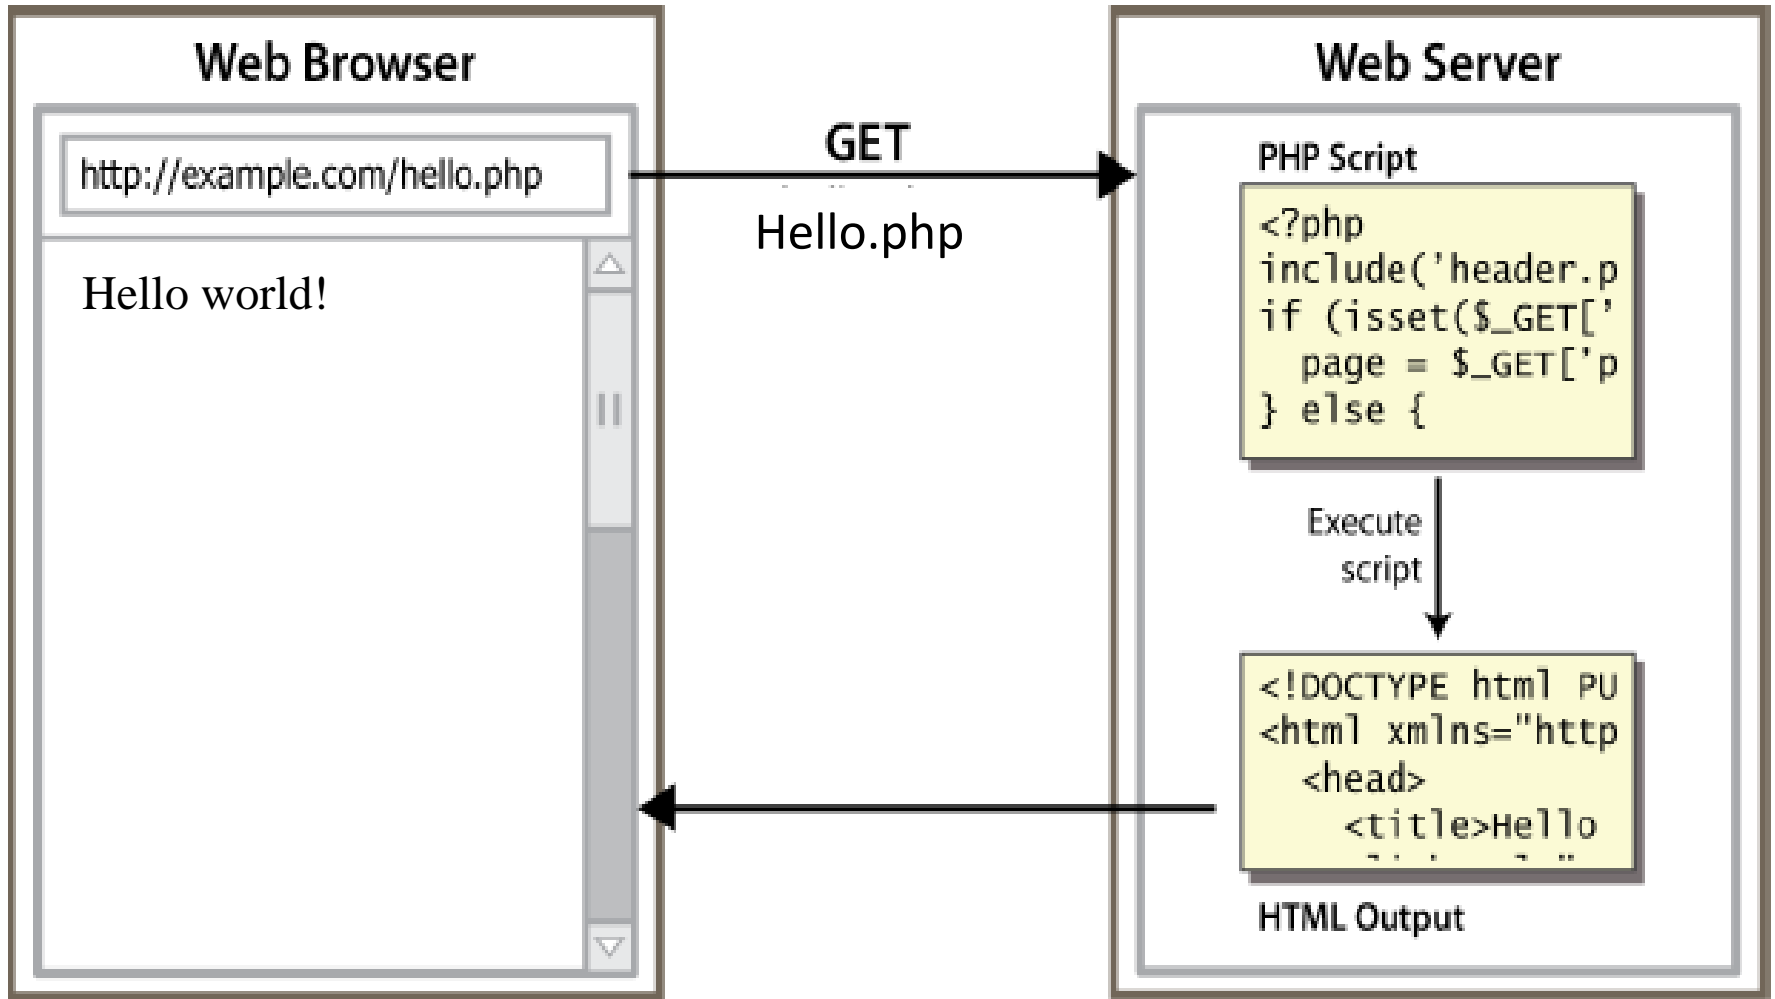 Web Browser
http://example.com/hello.php
Hello world!
GET
Hello.php
Web Server
PHP Script
<?php
include('header.p
if (isset($_GET['
  page = $_GET['p
} else {
Execute
script
<!DOCTYPE html PU
<html xmlns="http
  <head>
    <title>Hello
HTML Output